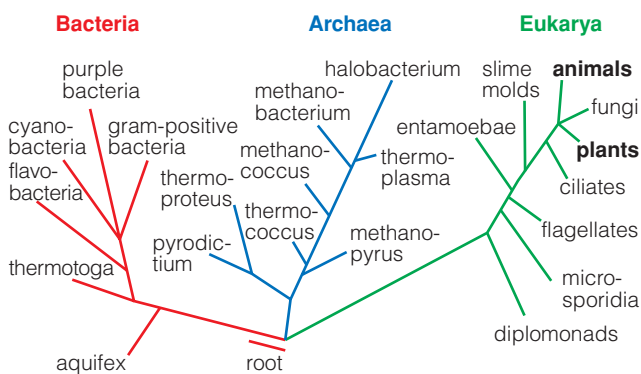 Bacteria
Archaea
Eukarya
purple
bacteria
cyano-
bacteria
gram-positive
bacteria
flavo-
bacteria
thermotoga
aquifex
root
halobacterium
methano-
bacterium
methano-
coccus
thermo-
plasma
thermo-
proteus
thermo-
coccus
pyrodic-
tium
methano-
pyrus
slime
molds
animals
fungi
entamoebae
plants
ciliates
flagellates
micro-
sporidia
diplomonads